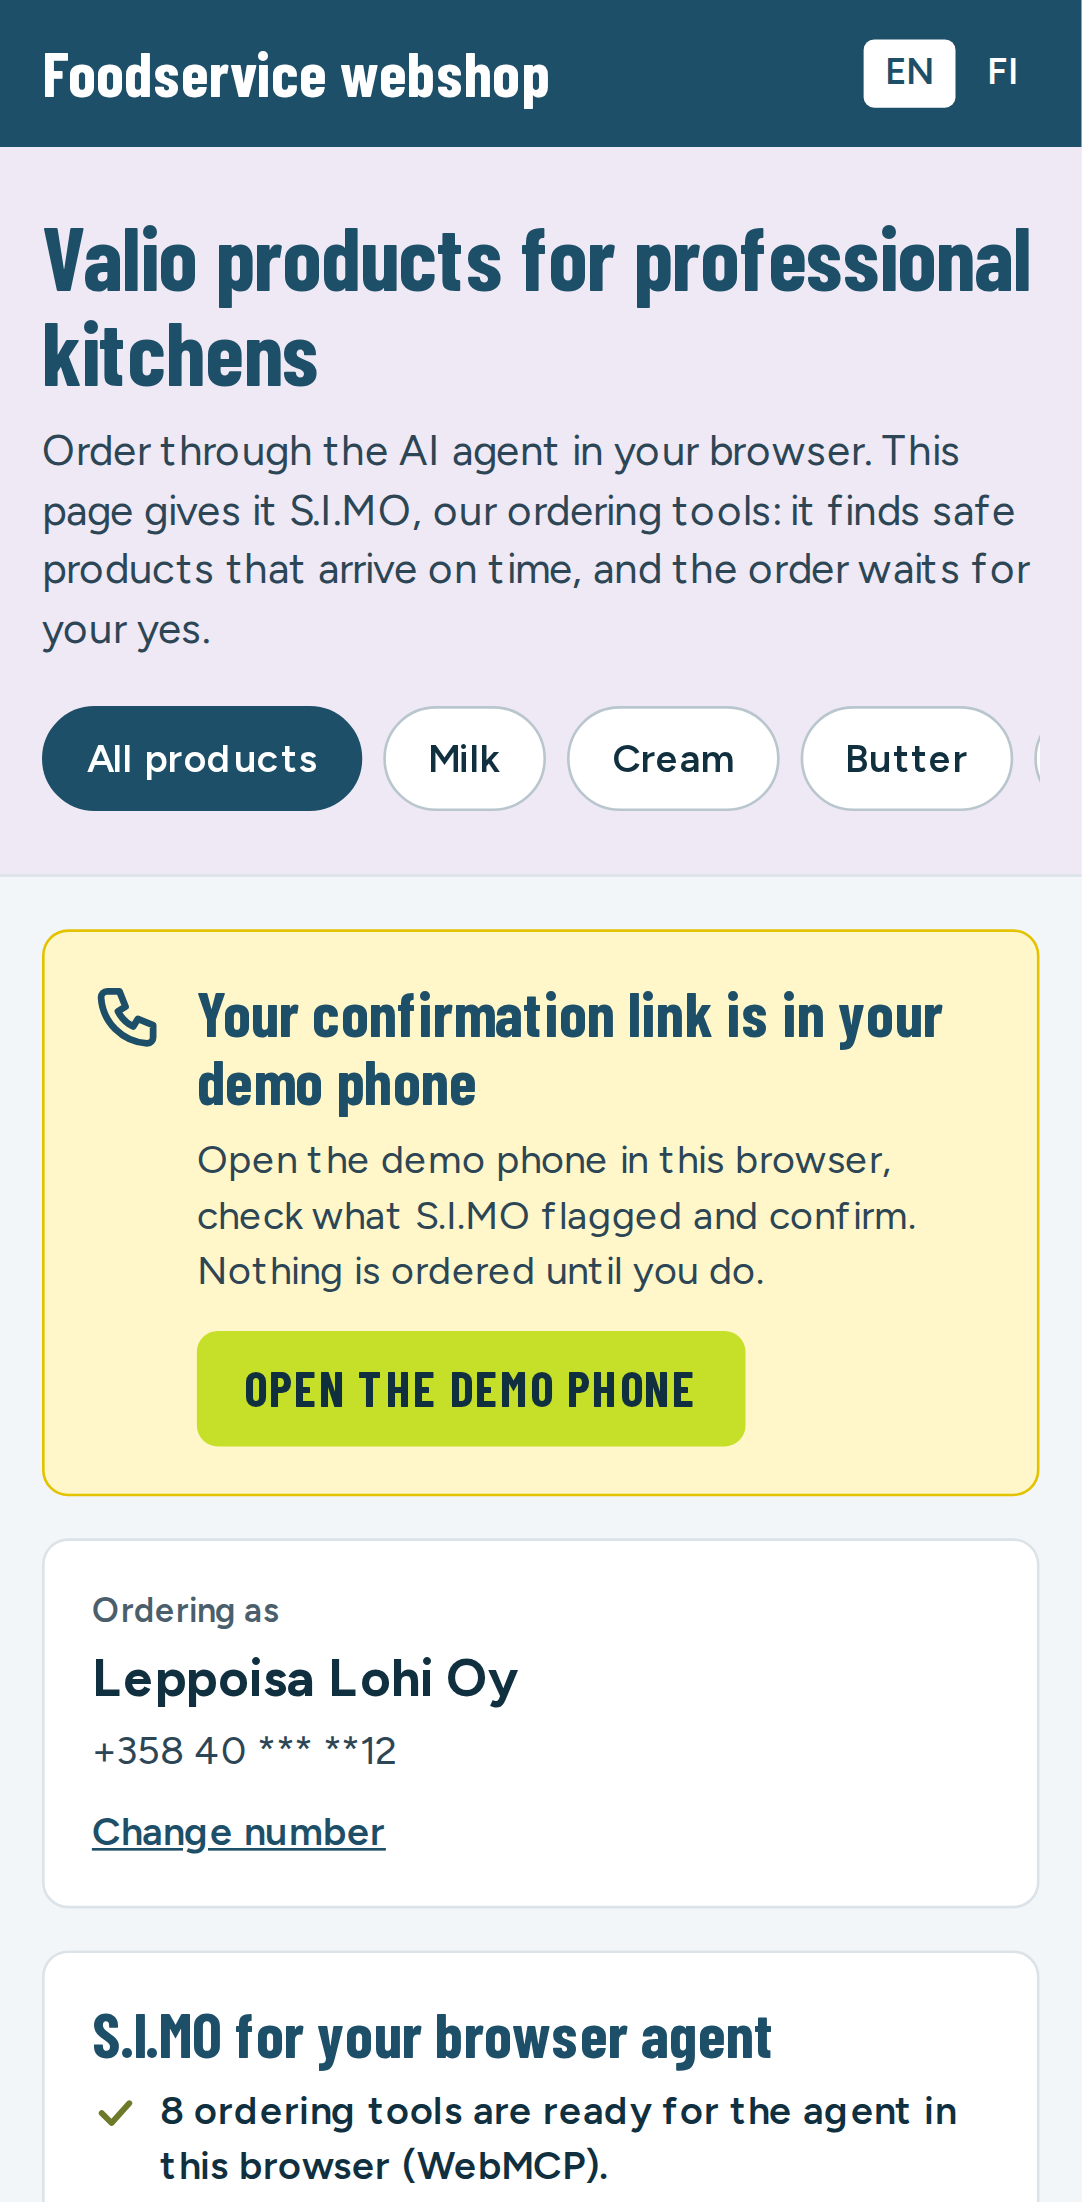 Foodservice webshop
EN FI
Valio products for professional
kitchens
Order through the AI agent in your browser. This
page gives it S.I.MO, our ordering tools: it finds safe
products that arrive on time, and the order waits for
your yes.
All products Milk Cream Butter
Your confirmation link is in your
demo phone
Open the demo phone in this browser,
check what S.I.MO flagged and confirm.
Nothing is ordered until you do.
OPEN THE DEMO PHONE
Ordering as
Leppoisa Lohi Oy
+358 40 *** **12
Change number
S.I.MO for your browser agent
8 ordering tools are ready for the agent in
this browser (WebMCP).